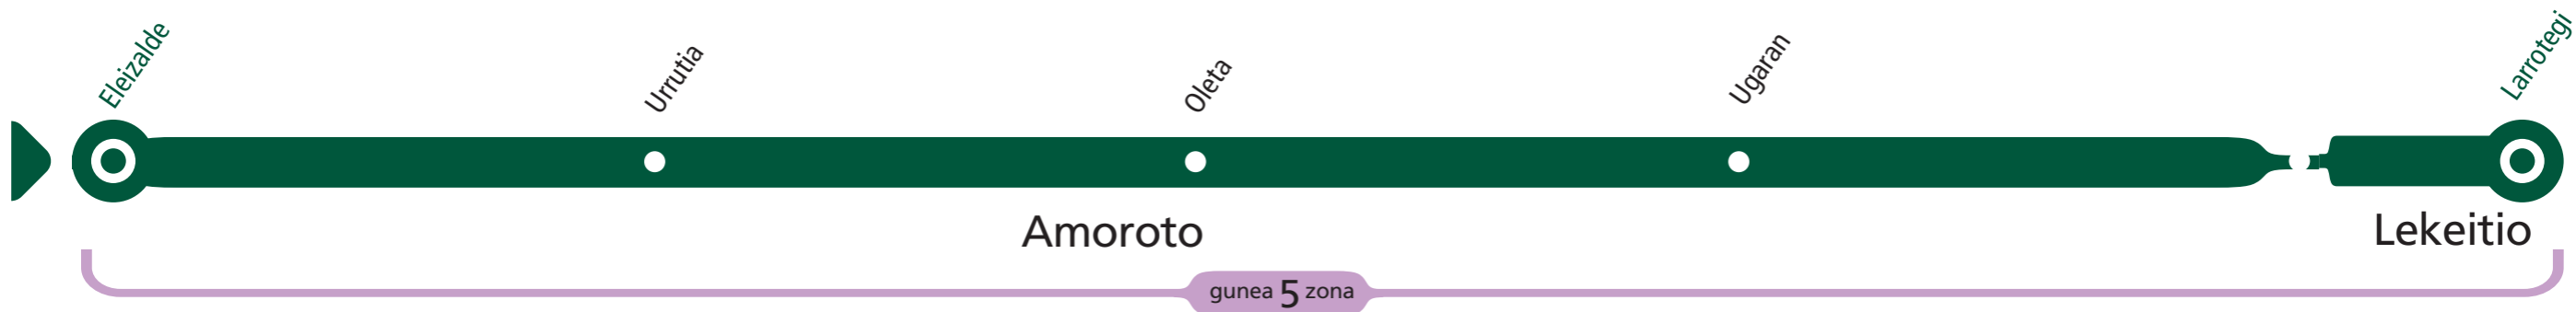 Eleizalde
Urrutia
Oleta
Ugaran
Larrotegi
Amoroto
Lekeitio
gunea 5 zona